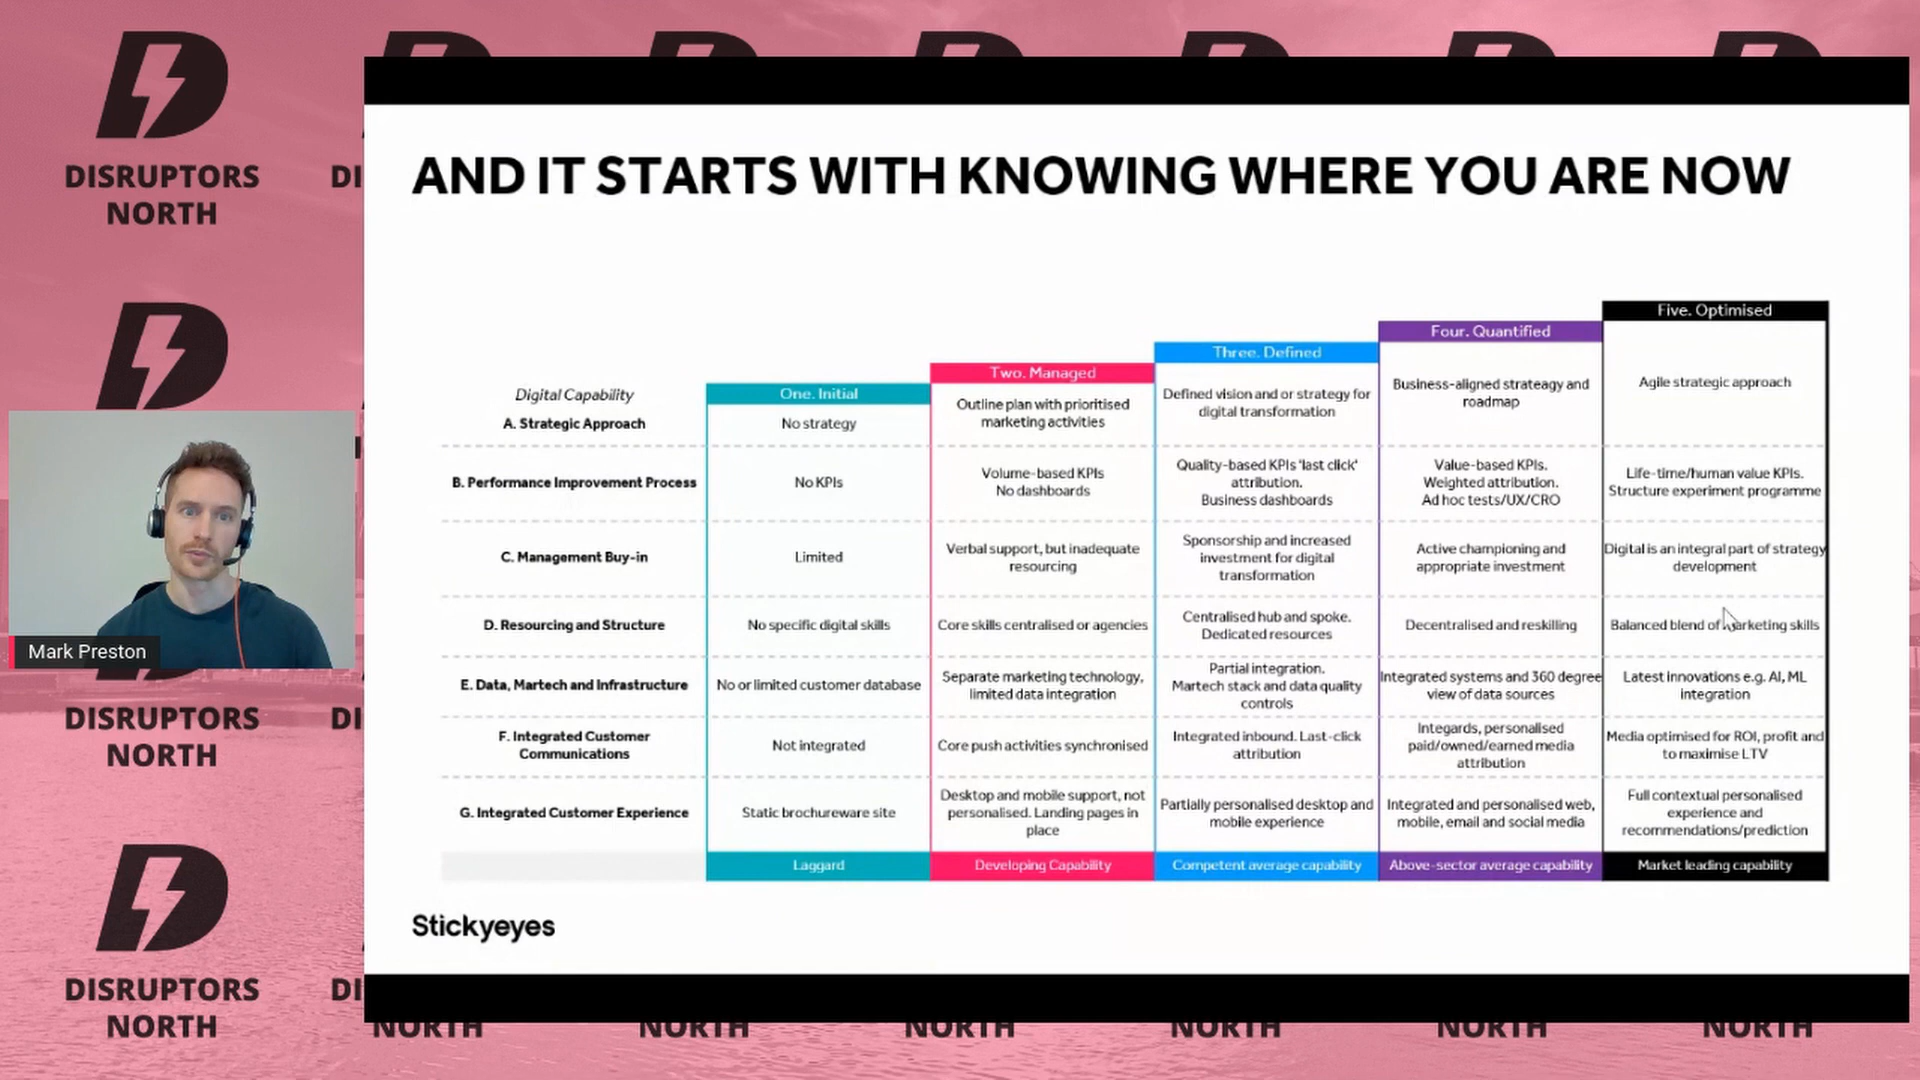 DISRUPTORS
NORTH
DISRUPTORS
NORTH
DISRUPTORS
NORTH
DI
DI
DI
NORTH
NORTH
NORTH
NORTH
NORTH
NORTH
Mark Preston
AND IT STARTS WITH KNOWING WHERE YOU ARE NOW
Digital Capability
One. Initial
Two. Managed
Three. Defined
Four. Quantified
Five. Optimised
A. Strategic Approach
No strategy
Outline plan with prioritised
marketing activities
Defined vision and or strategy for
digital transformation
Business-aligned strateagy and
roadmap
Agile strategic approach
B. Performance Improvement Process
No KPIs
Volume-based KPIs
No dashboards
Quality-based KPIs 'last click'
attribution.
Business dashboards
Value-based KPIs.
Weighted attribution.
Ad hoc tests/UX/CRO
Life-time/human value KPIs.
Structure experiment programme
C. Management Buy-in
Limited
Verbal support, but inadequate
resourcing
Sponsorship and increased
investment for digital
transformation
Active championing and
appropriate investment
Digital is an integral part of strategy
development
D. Resourcing and Structure
No specific digital skills
Core skills centralised or agencies
Centralised hub and spoke.
Dedicated resources
Decentralised and reskilling
Balanced blend of marketing skills
E. Data, Martech and Infrastructure
No or limited customer database
Separate marketing technology,
limited data integration
Partial integration.
Martech stack and data quality
controls
Integrated systems and 360 degree
view of data sources
Latest innovations e.g. AI, ML
integration
F. Integrated Customer
Communications
Not integrated
Core push activities synchronised
Integrated inbound. Last-click
attribution
Integards, personalised
paid/owned/earned media
attribution
Media optimised for ROI, profit and
to maximise LTV
G. Integrated Customer Experience
Static brochureware site
Desktop and mobile support, not
personalised. Landing pages in
place
Partially personalised desktop and
mobile experience
Integrated and personalised web,
mobile, email and social media
Full contextual personalised
experience and
recommendations/prediction
Laggard
Developing Capability
Competent average capability
Above-sector average capability
Market leading capability
Stickyeyes